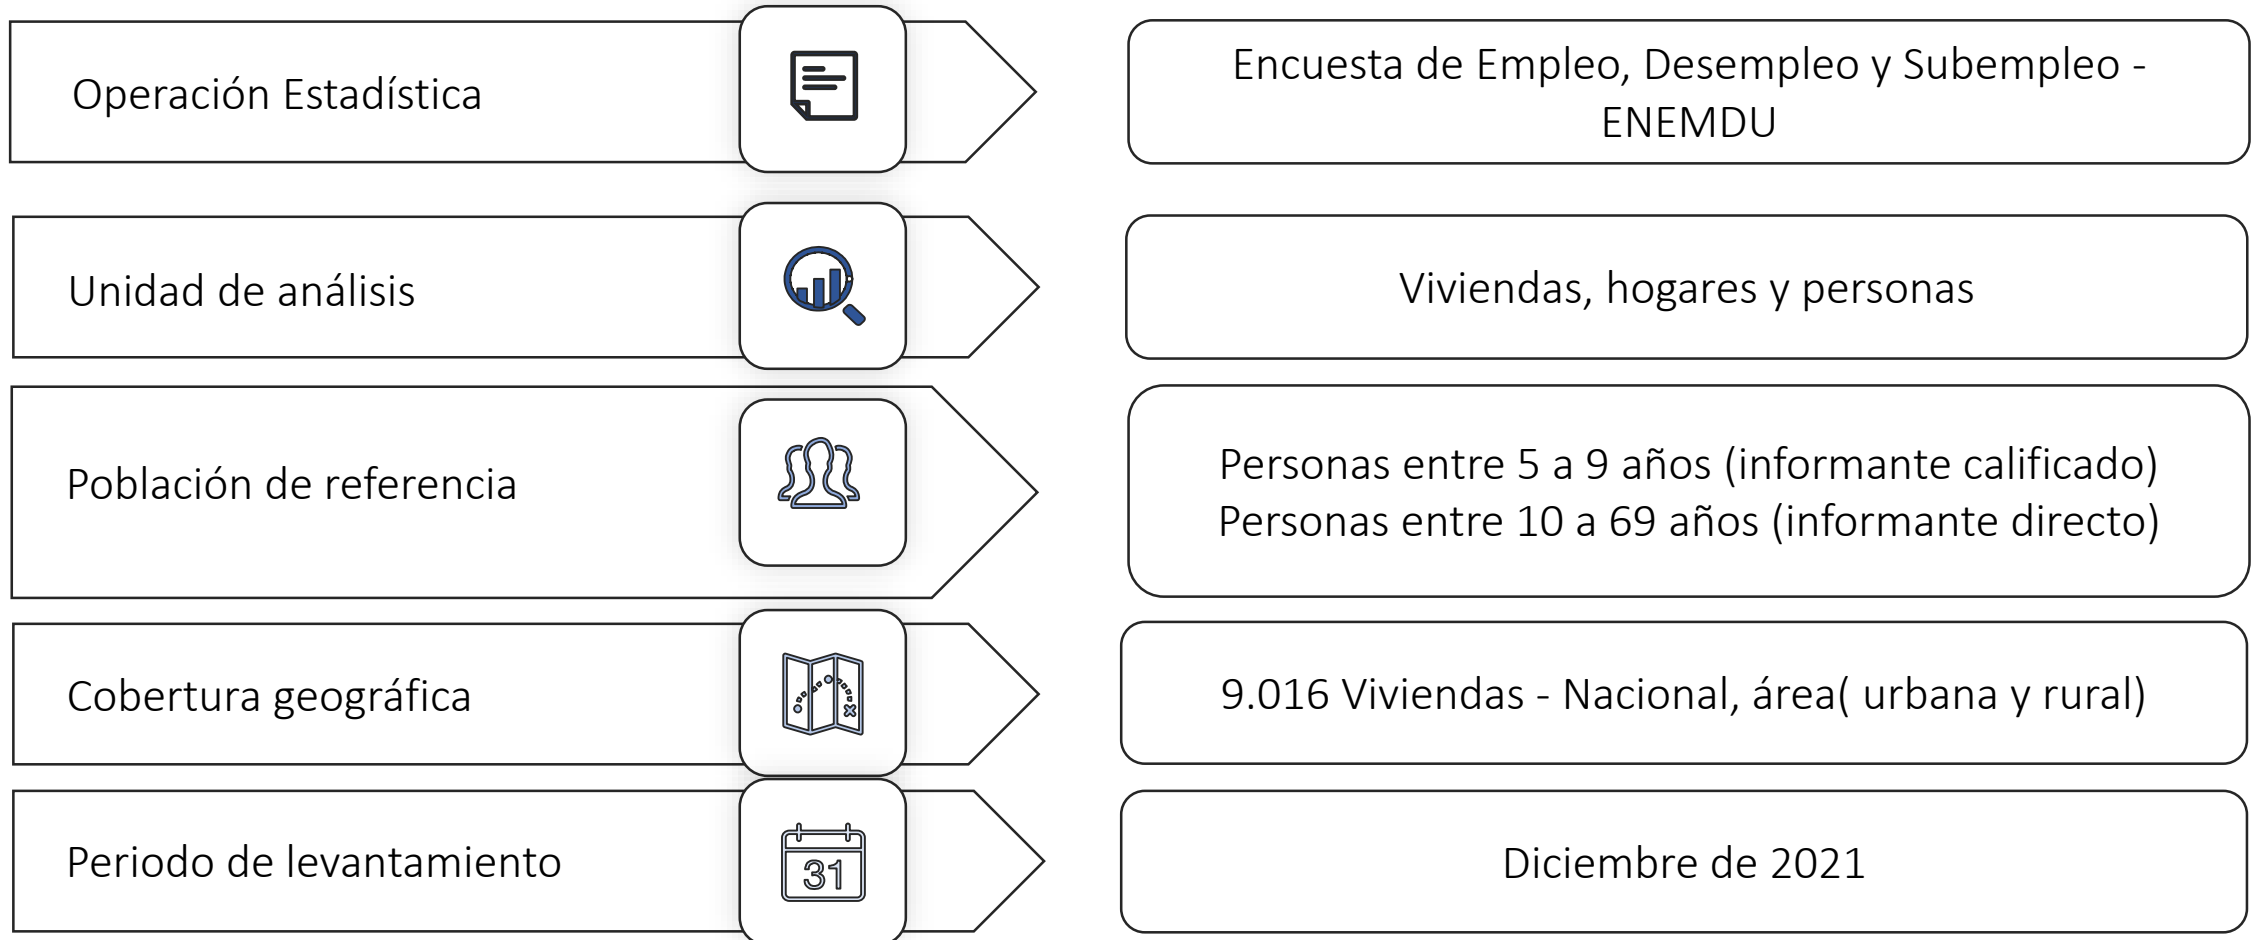 Operación Estadística
Encuesta de Empleo, Desempleo y Subempleo -
ENEMDU
Unidad de análisis
Viviendas, hogares y personas
Población de referencia
Personas entre 5 a 9 años (informante calificado)
Personas entre 10 a 69 años (informante directo)
Cobertura geográfica
9.016 Viviendas - Nacional, área( urbana y rural)
Periodo de levantamiento
31
Diciembre de 2021